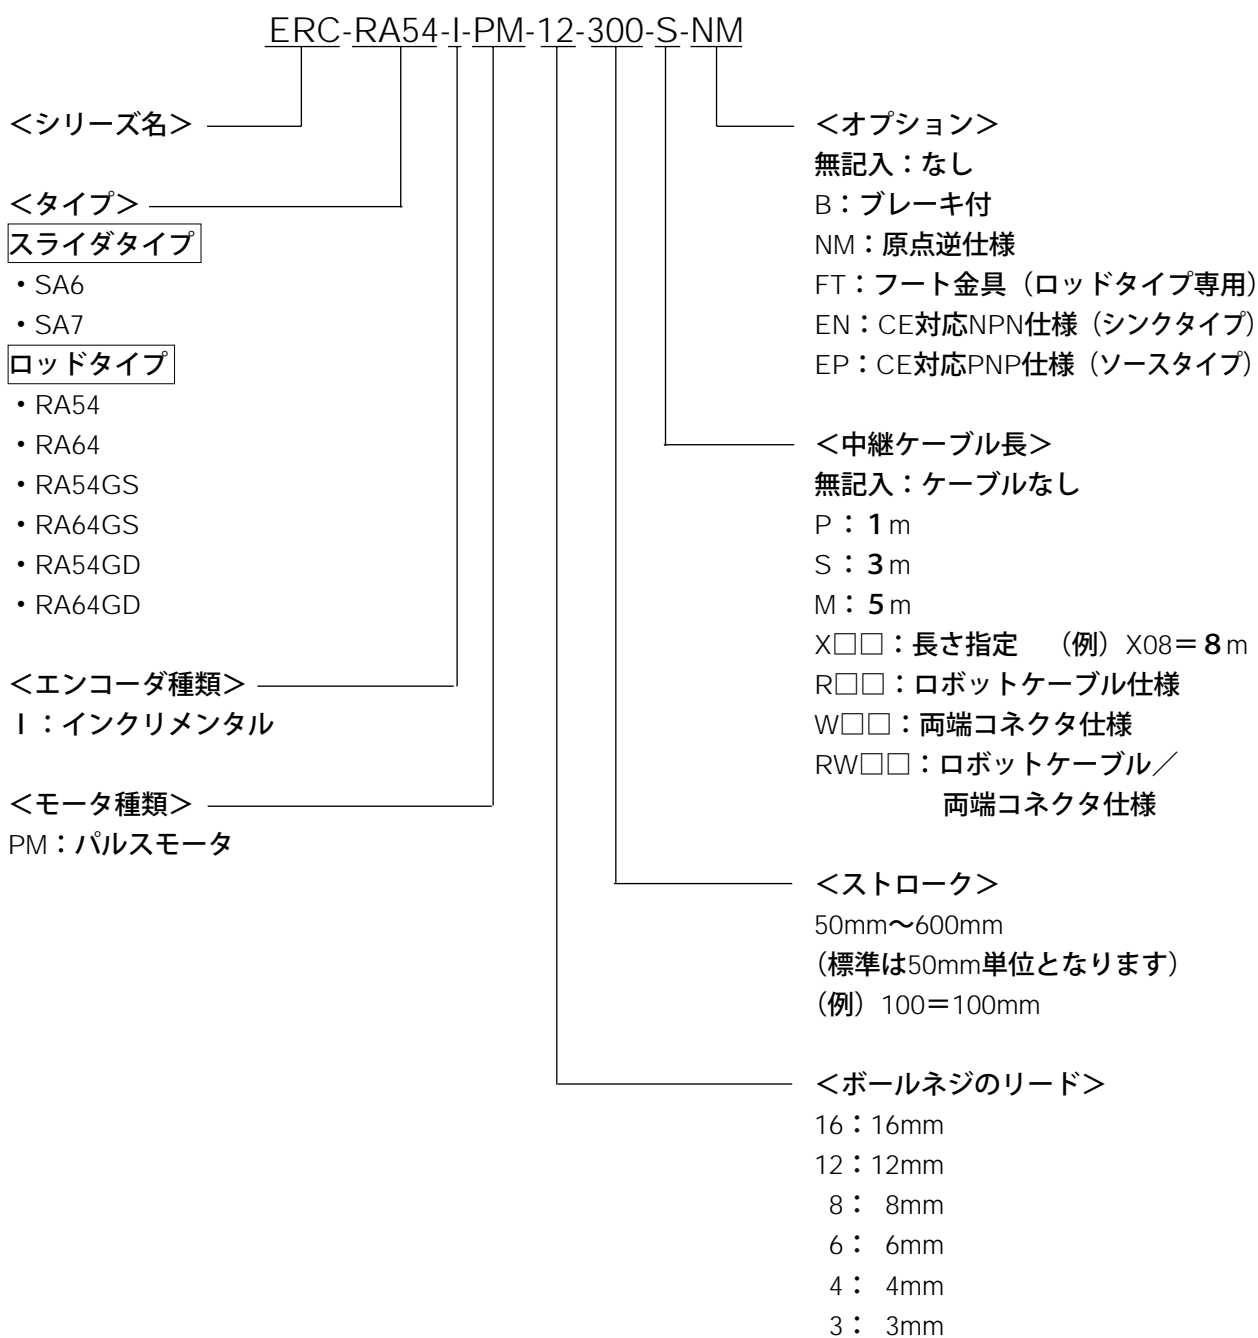 ERC-RA54-I-PM-12-300-S-NM
＜シリーズ名＞
＜タイプ＞
スライダタイプ
・SA6
・SA7
ロッドタイプ
・RA54
・RA64
・RA54GS
・RA64GS
・RA54GD
・RA64GD
＜エンコーダ種類＞
I：インクリメンタル
＜モータ種類＞
PM：パルスモータ
＜オプション＞
無記入：なし
B：ブレーキ付
NM：原点逆仕様
FT：フート金具（ロッドタイプ専用）
EN：CE対応NPN仕様（シンクタイプ）
EP：CE対応PNP仕様（ソースタイプ）
＜中継ケーブル長＞
無記入：ケーブルなし
P：1m
S：3m
M：5m
X□□：長さ指定　（例）X08＝8m
R□□：ロボットケーブル仕様
W□□：両端コネクタ仕様
RW□□：ロボットケーブル／
両端コネクタ仕様
＜ストローク＞
50mm〜600mm
（標準は50mm単位となります）
（例）100＝100mm
＜ボールネジのリード＞
16：16mm
12：12mm
8：8mm
6：6mm
4：4mm
3：3mm